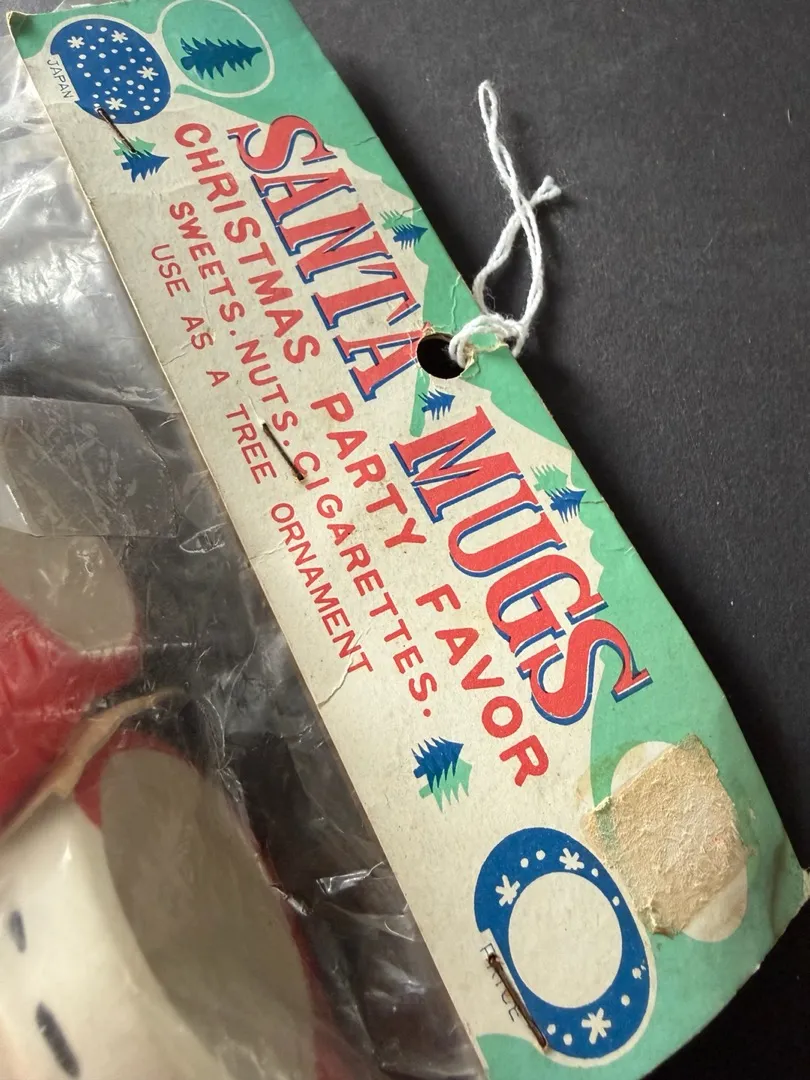 JAPAN
SANTA MUGS
CHRISTMAS PARTY FAVOR
SWEETS. NUTS. CIGARETTES.
USE AS A TREE ORNAMENT
PRICE